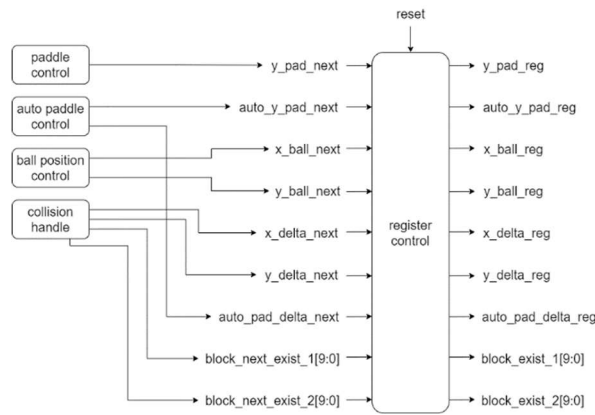 reset
paddle
control
y_pad_next
y_pad_reg
auto paddle
control
auto_y_pad_next
auto_y_pad_reg
ball position
control
x_ball_next
x_ball_reg
y_ball_next
y_ball_reg
collision
handle
x_delta_next
register
control
x_delta_reg
y_delta_next
y_delta_reg
auto_pad_delta_next
auto_pad_delta_reg
block_next_exist_1[9:0]
block_exist_1[9:0]
block_next_exist_2[9:0]
block_exist_2[9:0]